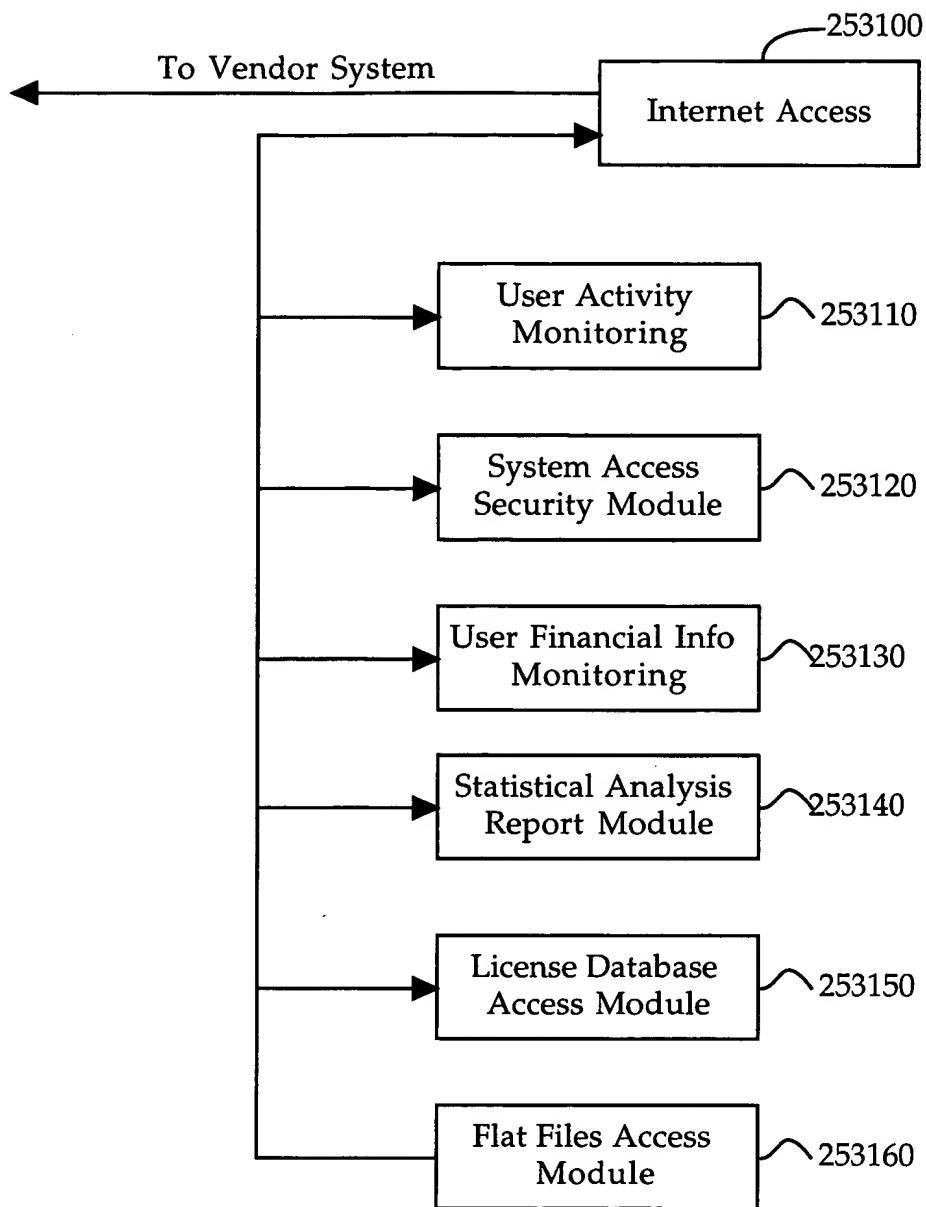 253100
To Vendor System
Internet Access
User Activity
Monitoring
253110
System Access
Security Module
253120
User Financial Info
Monitoring
253130
Statistical Analysis
Report Module
253140
License Database
Access Module
253150
Flat Files Access
Module
253160